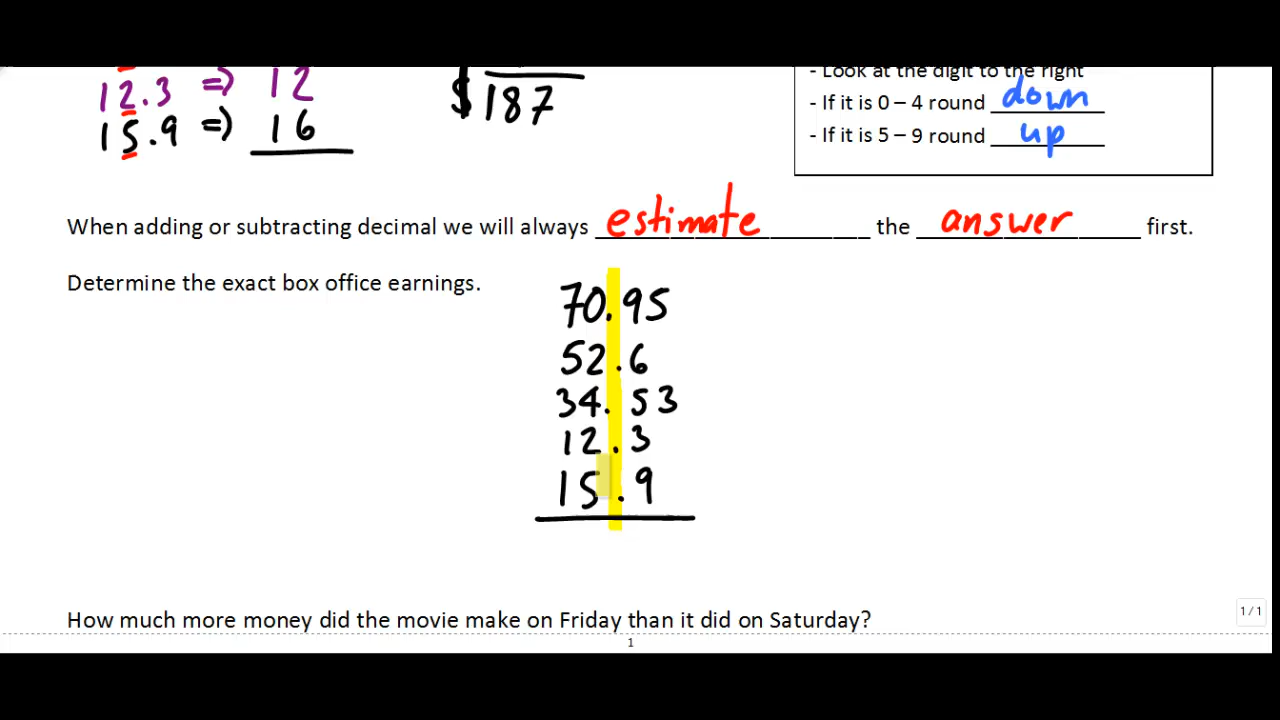 12.3 => 12
15.9 => 16
$187
- Look at the digit to the right
- If it is 0 – 4 round down
- If it is 5 – 9 round up
When adding or subtracting decimal we will always estimate the answer first.
Determine the exact box office earnings.
70.95
52.6
34.53
12.3
15.9
How much more money did the movie make on Friday than it did on Saturday?
1 / 1
1